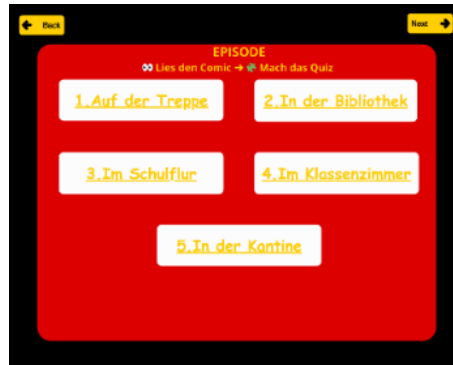 Back
Next
EPISODE
👀 Lies den Comic → 🧩 Mach das Quiz
1.Auf der Treppe
2.In der Bibliothek
3.Im Schulflur
4.Im Klassenzimmer
5.In der Kantine